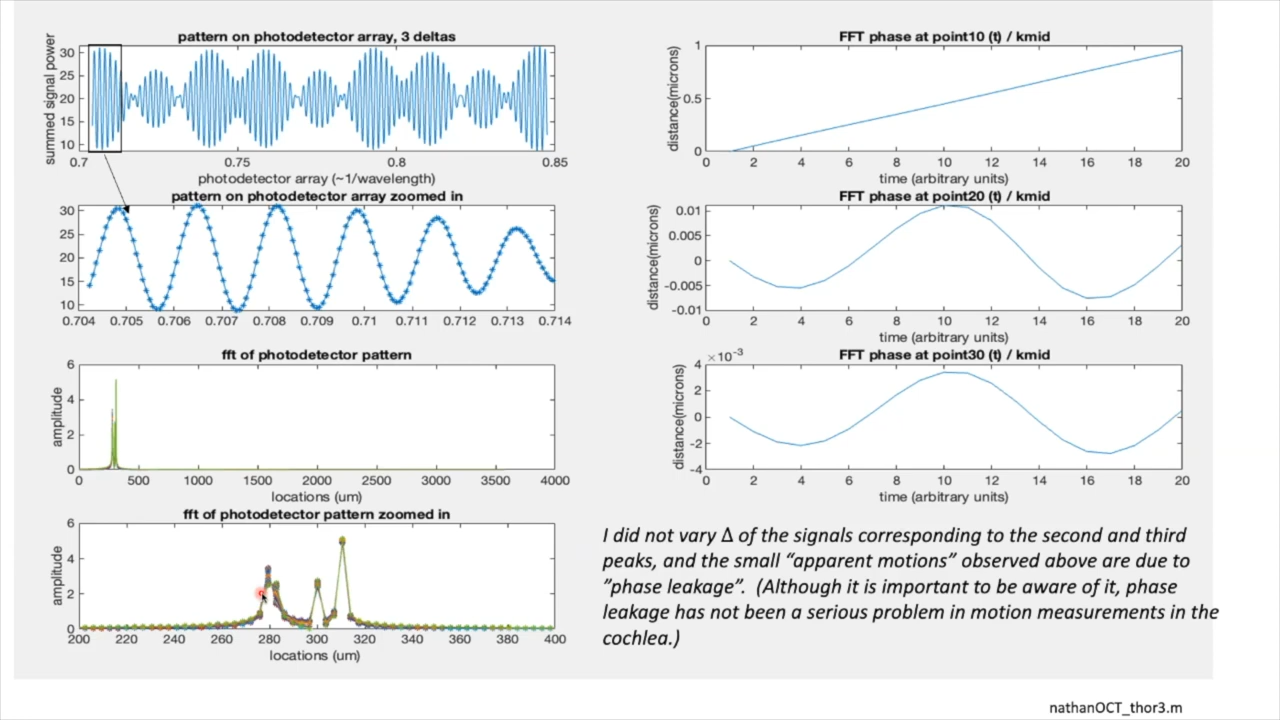 pattern on photodetector array, 3 deltas
summed signal power
30
25
20
15
10
0.7 0.75 0.8 0.85
photodetector array (~1/wavelength)
pattern on photodetector array zoomed in
30
25
20
15
10
0.704 0.705 0.706 0.707 0.708 0.709 0.71 0.711 0.712 0.713 0.714
fft of photodetector pattern
amplitude
6
4
2
0
0 500 1000 1500 2000 2500 3000 3500 4000
locations (um)
fft of photodetector pattern zoomed in
amplitude
6
4
2
0
200 220 240 260 280 300 320 340 360 380 400
locations (um)
FFT phase at point10 (t) / kmid
distance(microns)
1
0.5
0
0 2 4 6 8 10 12 14 16 18 20
time (arbitrary units)
FFT phase at point20 (t) / kmid
distance(microns)
0.01
0.005
0
-0.005
-0.01
0 2 4 6 8 10 12 14 16 18 20
time (arbitrary units)
FFT phase at point30 (t) / kmid
×10⁻³
distance(microns)
4
2
0
-2
-4
0 2 4 6 8 10 12 14 16 18 20
time (arbitrary units)
I did not vary Δ of the signals corresponding to the second and third
peaks, and the small “apparent motions” observed above are due to
”phase leakage”. (Although it is important to be aware of it, phase
leakage has not been a serious problem in motion measurements in the
cochlea.)
nathanOCT_thor3.m